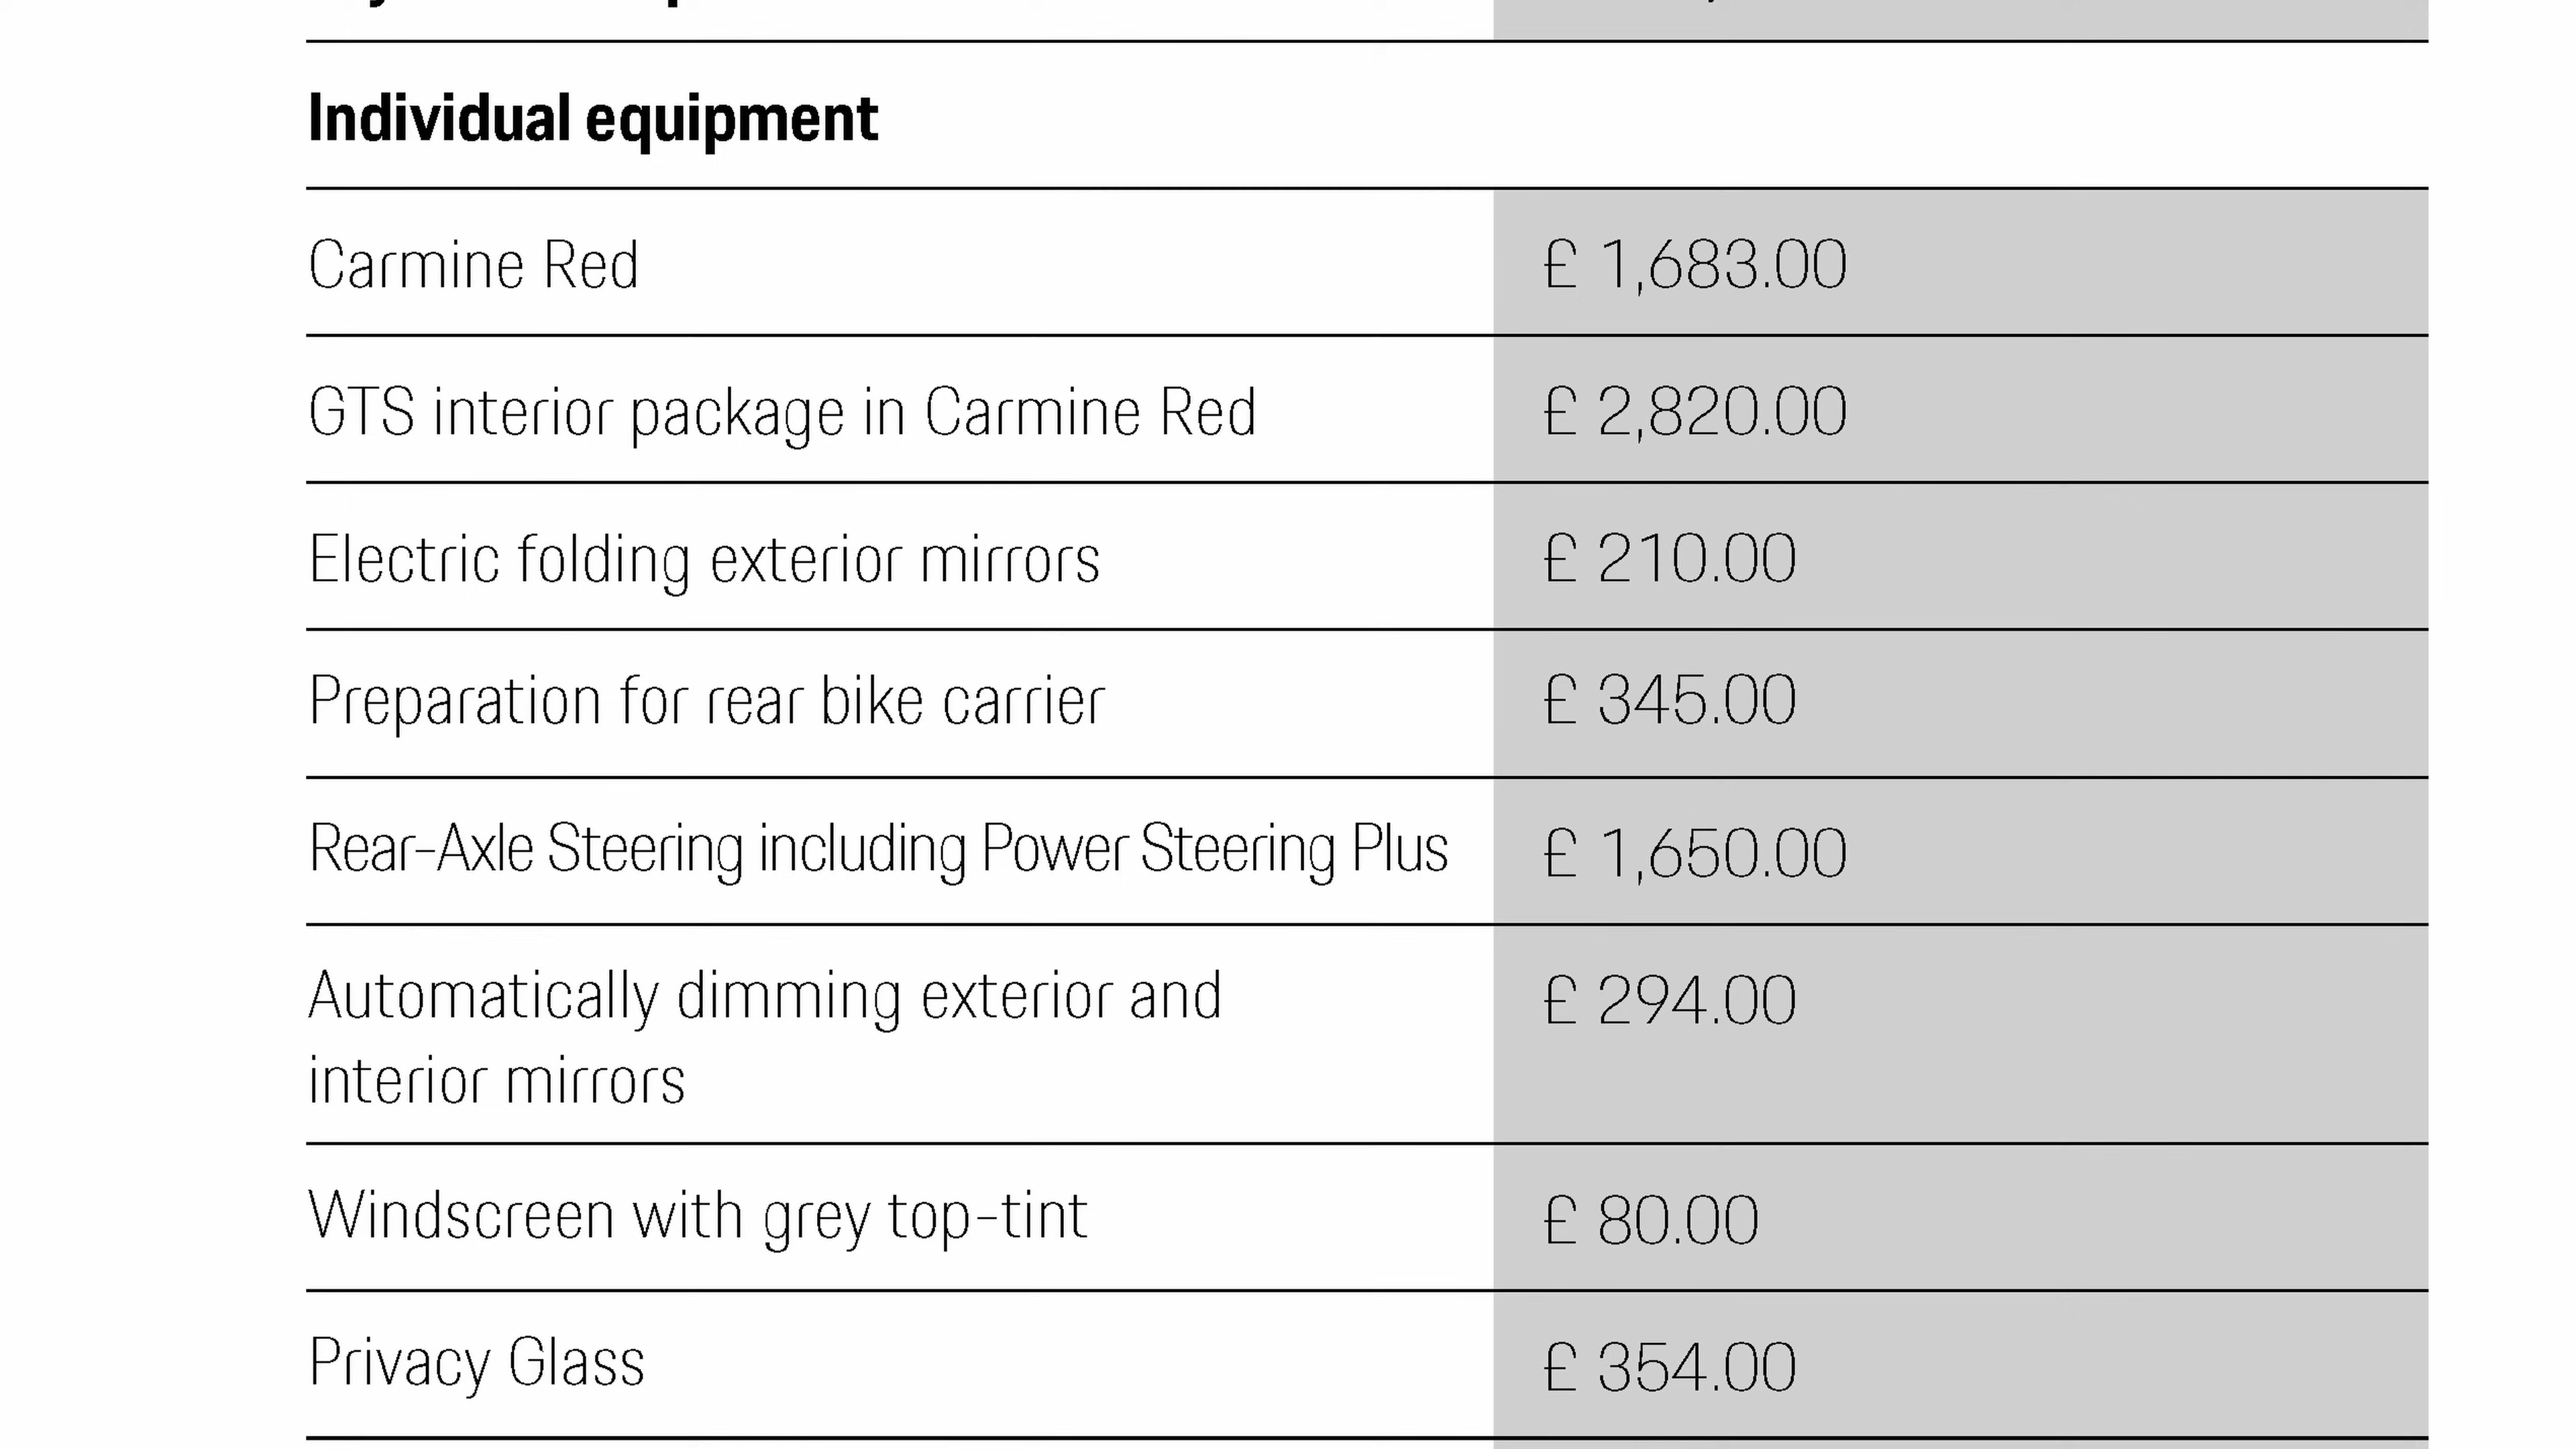 Individual equipment
Carmine Red £ 1,683.00
GTS interior package in Carmine Red £ 2,820.00
Electric folding exterior mirrors £ 210.00
Preparation for rear bike carrier £ 345.00
Rear-Axle Steering including Power Steering Plus £ 1,650.00
Automatically dimming exterior and £ 294.00
interior mirrors
Windscreen with grey top-tint £ 80.00
Privacy Glass £ 354.00